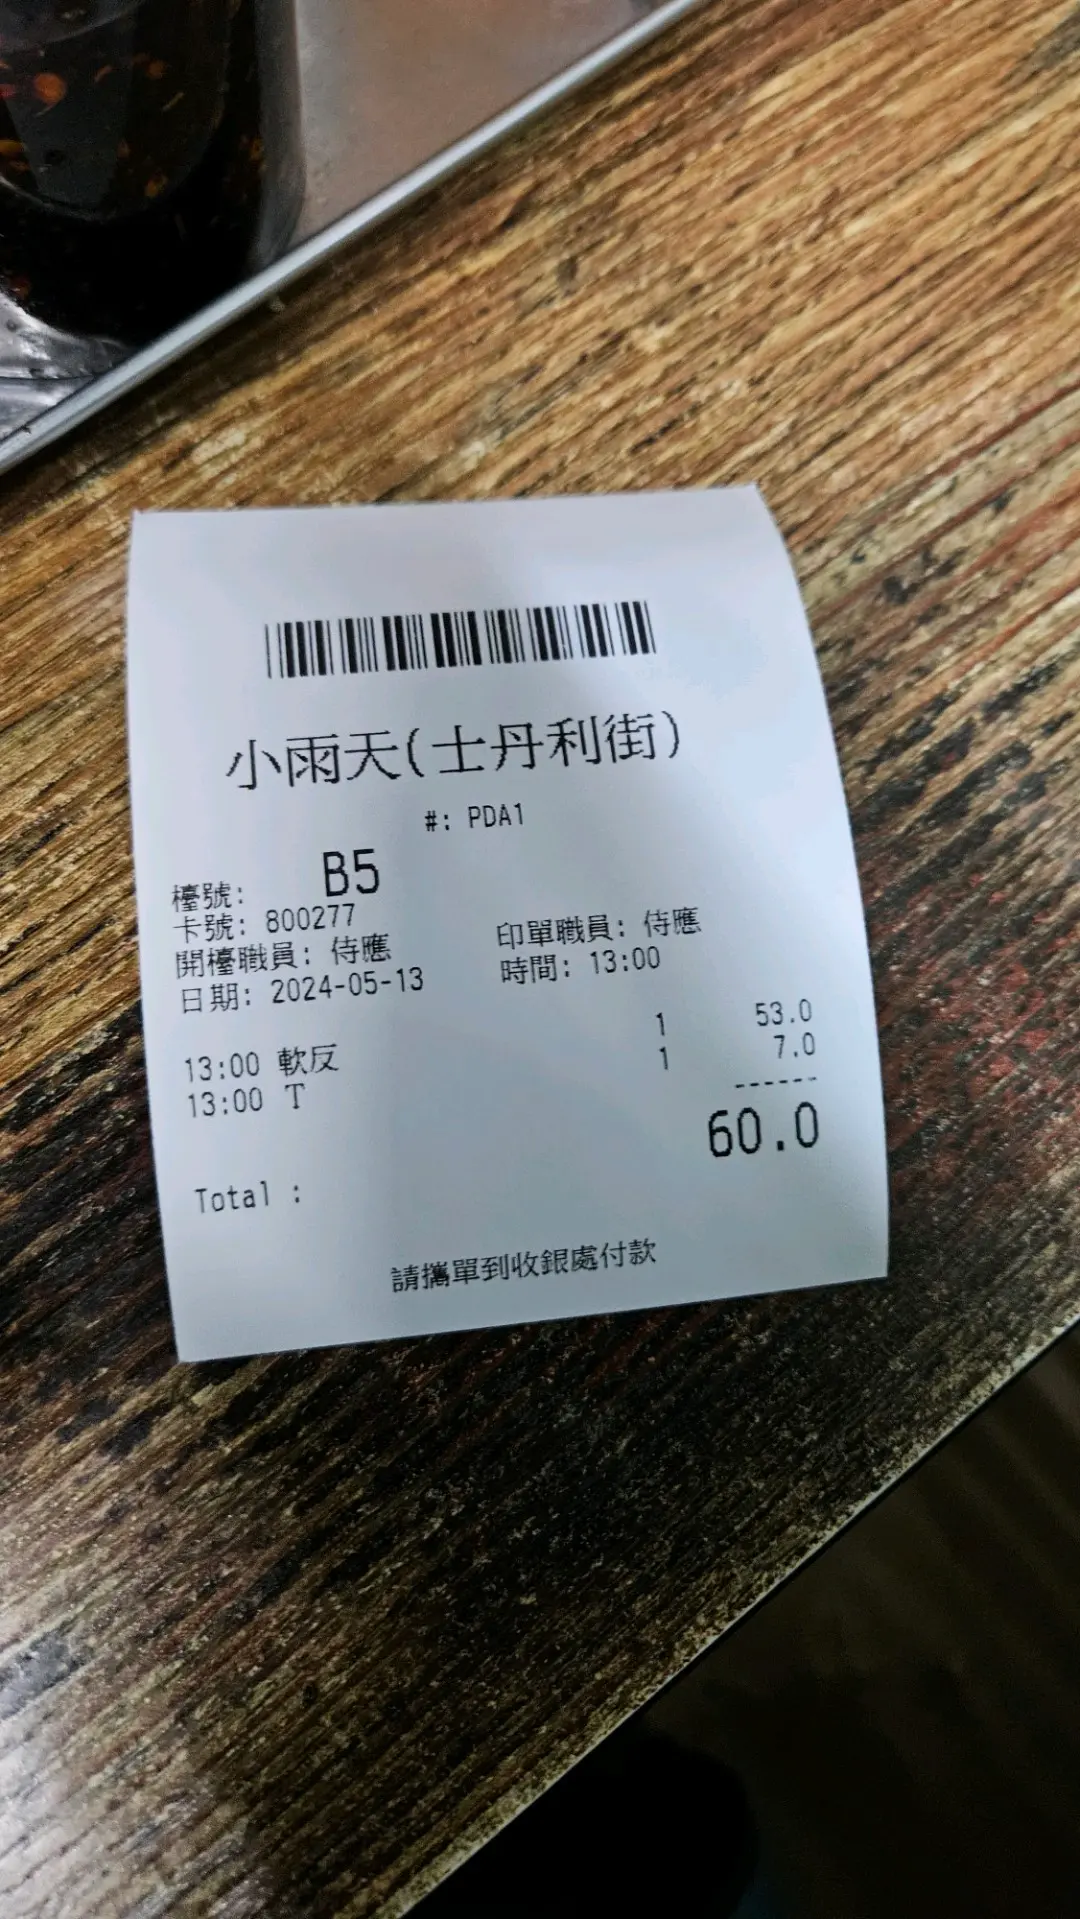 小雨天(士丹利街)
#: PDA1
檯號: B5
卡號: 800277
開檯職員: 侍應 印單職員: 侍應
日期: 2024-05-13 時間: 13:00
13:00 軟反 1 53.0
13:00 T 1 7.0
------
Total : 60.0
請攜單到收銀處付款